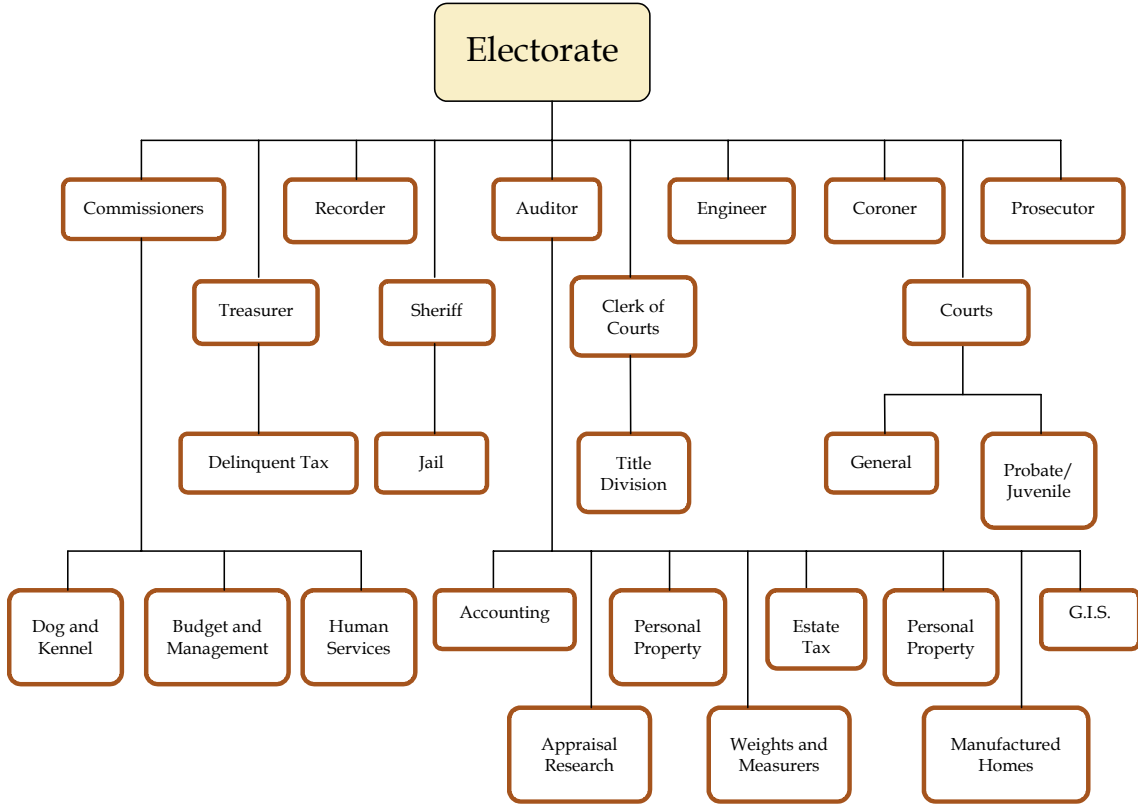 Electorate
Commissioners
Recorder
Auditor
Engineer
Coroner
Prosecutor
Treasurer
Sheriff
Clerk of
Courts
Courts
Delinquent Tax
Jail
Title
Division
General
Probate/
Juvenile
Dog and
Kennel
Budget and
Management
Human
Services
Accounting
Personal
Property
Estate
Tax
Personal
Property
G.I.S.
Appraisal
Research
Weights and
Measurers
Manufactured
Homes